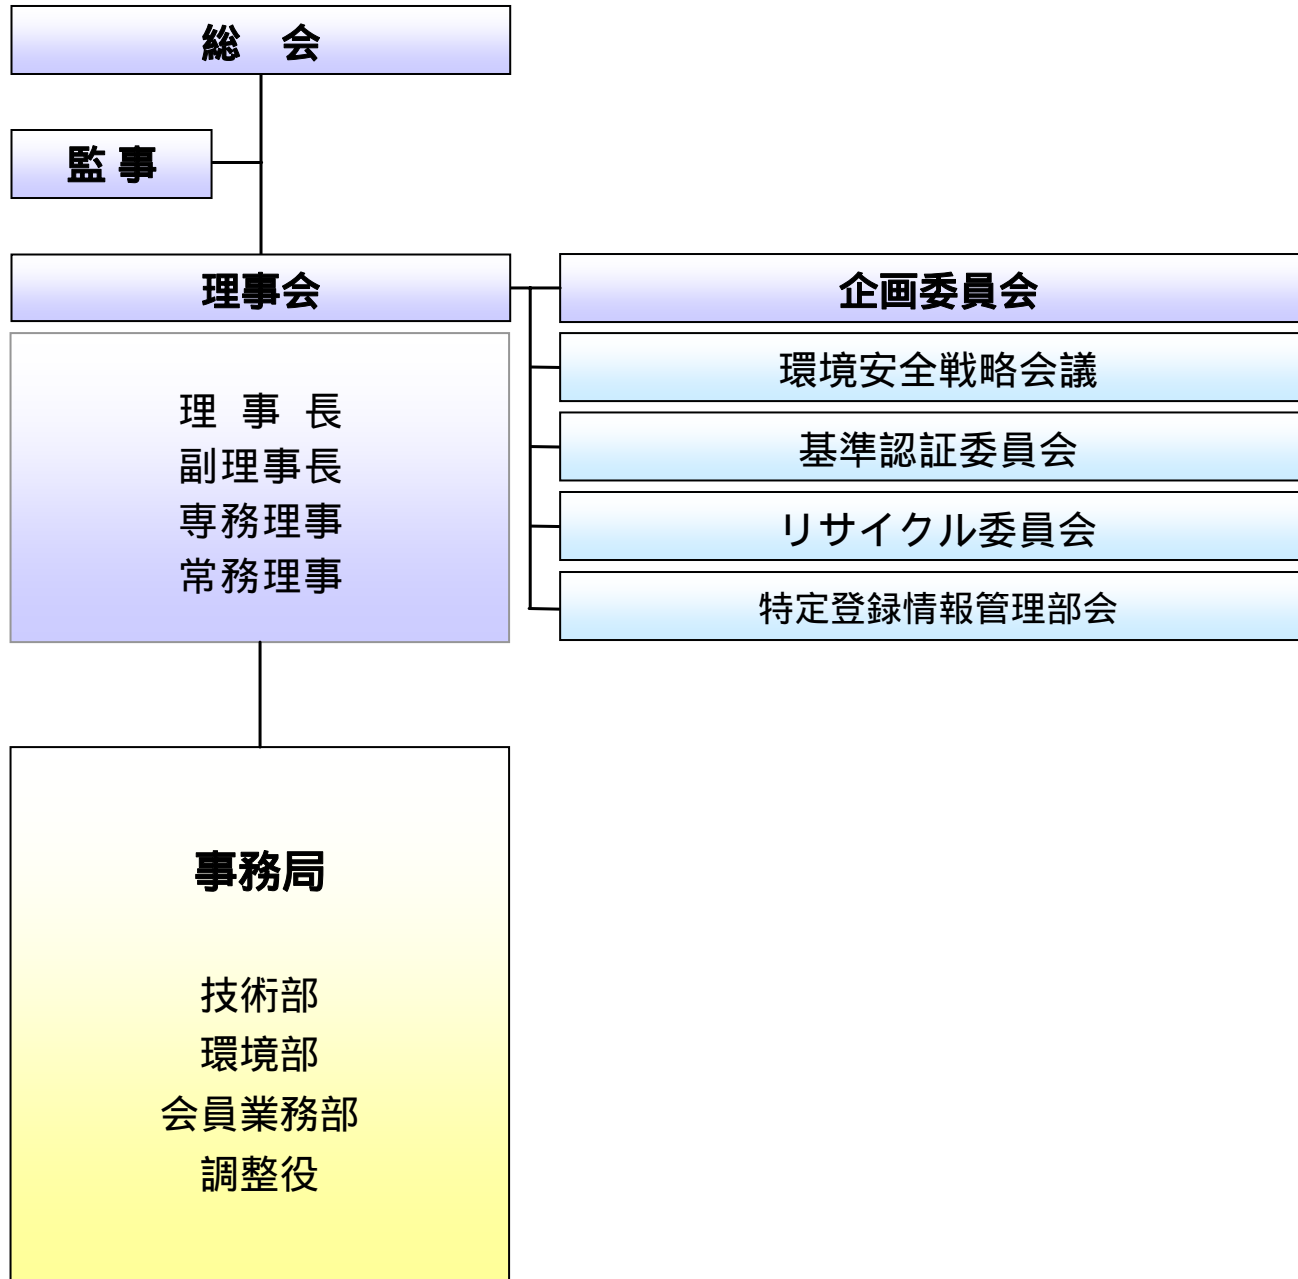 総　会
監 事
理事会
企画委員会
理 事 長
副理事長
専務理事
常務理事
環境安全戦略会議
基準認証委員会
リサイクル委員会
特定登録情報管理部会
事務局
技術部
環境部
会員業務部
調整役